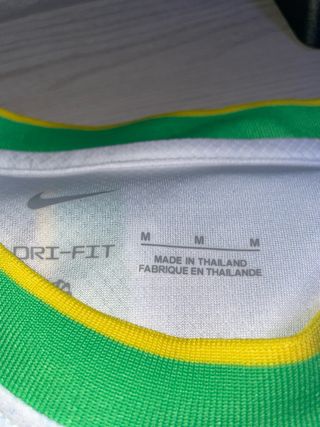 DRI-FIT
M M M
MADE IN THAILAND
FABRIQUE EN THAILANDE